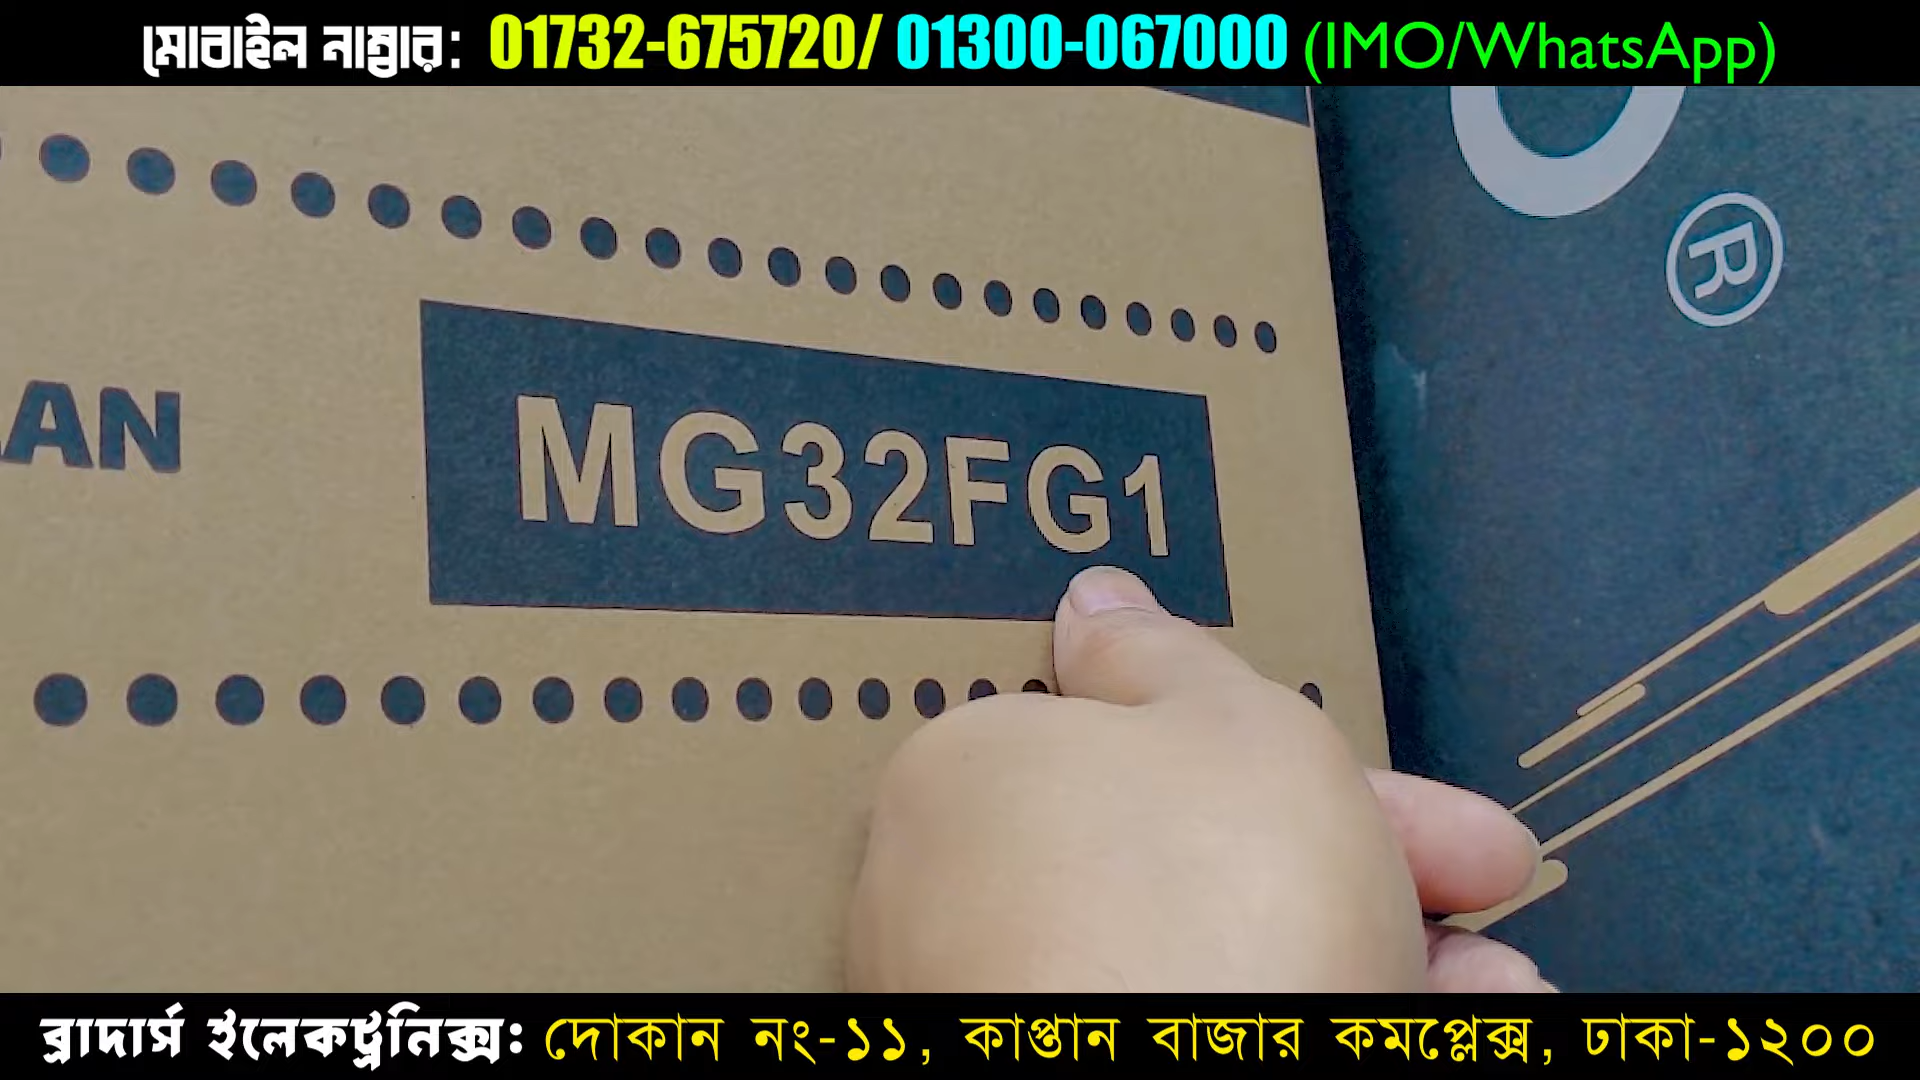 মোবাইল নাম্বার: 01732-675720/ 01300-067000 (IMO/WhatsApp)
®
AN
MG32FG1
ব্রাদার্স ইলেকট্রনিক্স: দোকান নং-১১, কাপ্তান বাজার কমপ্লেক্স, ঢাকা-১২০০